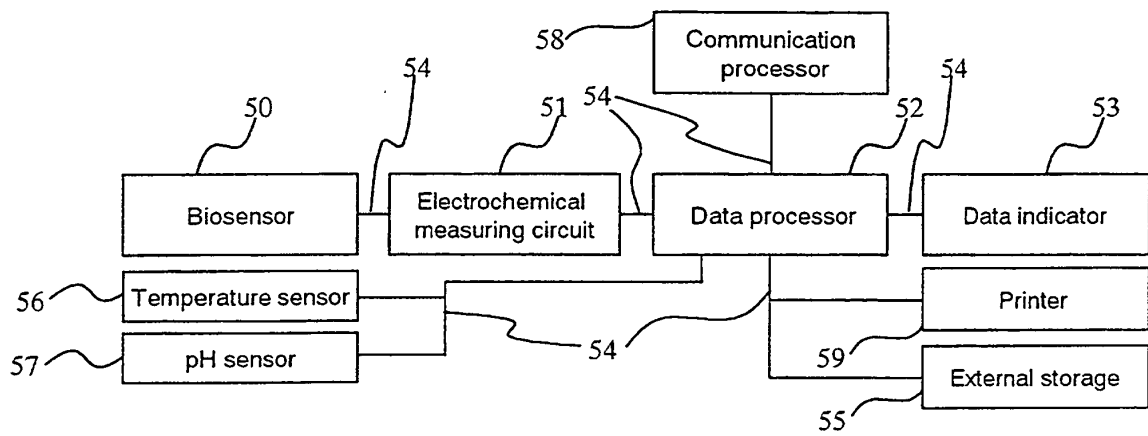 58
Communication
processor
54
54
54
50
51
54
52
53
Biosensor
Electrochemical
measuring circuit
Data processor
Data indicator
56
Temperature sensor
Printer
57
pH sensor
54
59
External storage
55